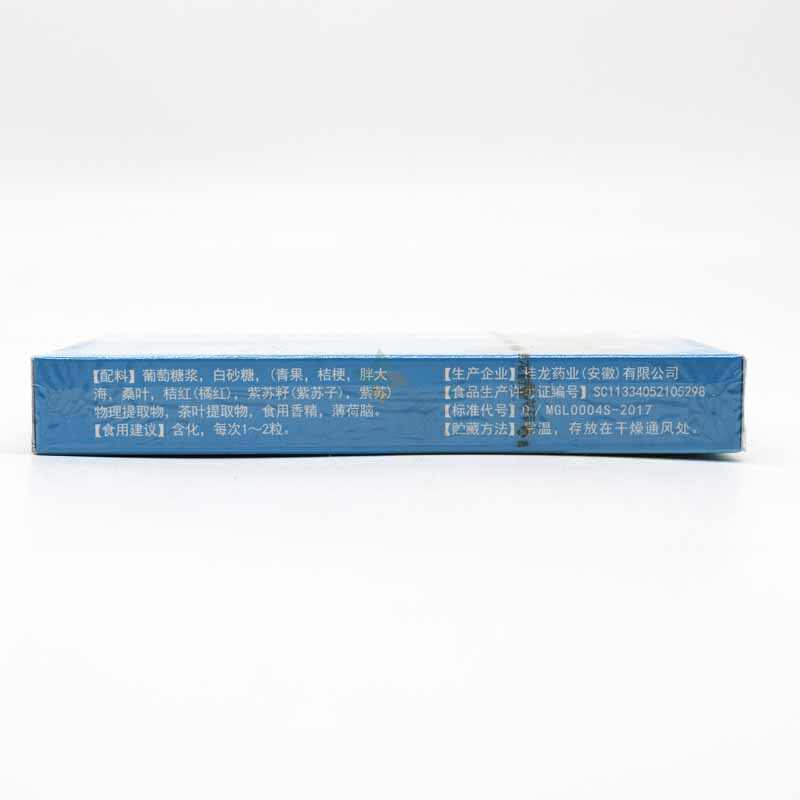 【配料】葡萄糖浆，白砂糖，(青果，桔梗，胖大
海，桑叶，桔红(橘红)，紫苏籽(紫苏子)，紫苏)
物理提取物，茶叶提取物，食用香精，薄荷脑。
【食用建议】含化，每次1～2粒。
【生产企业】桂龙药业(安徽)有限公司
【食品生产许可证编号】SC11334052105298
【标准代号】Q/MGL0004S-2017
【贮藏方法】常温，存放在干燥通风处。